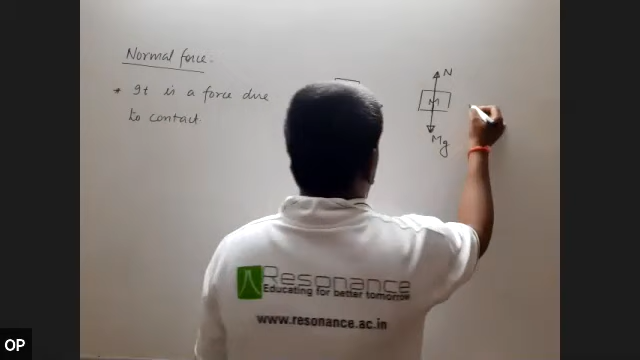 Normal force:
* It is a force due
to contact.
N
M
Mg
Resonance
Educating for better tomorrow
www.resonance.ac.in
OP